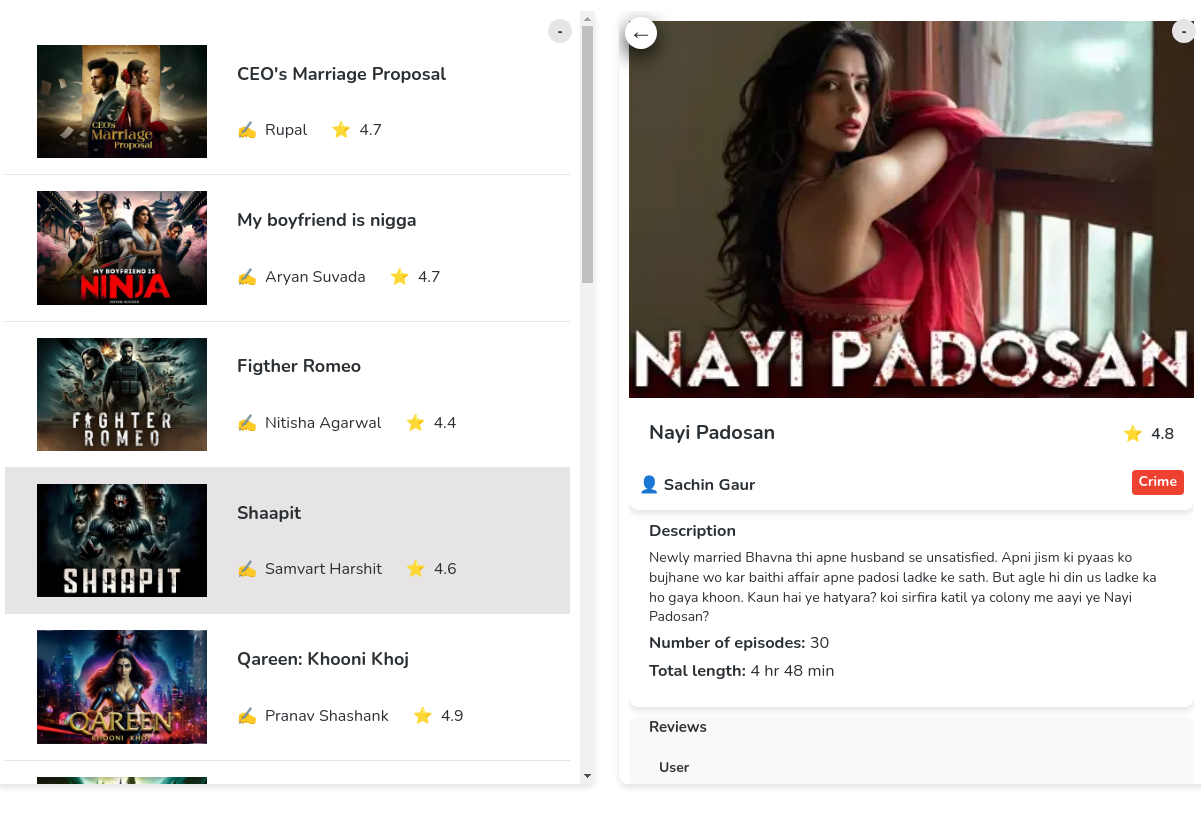 -
CEO's
Marriage
Proposal
CEO's Marriage Proposal
Rupal 4.7
MY BOYFRIEND IS
NINJA
My boyfriend is nigga
Aryan Suvada 4.7
FIGHTER
ROMEO
Figther Romeo
Nitisha Agarwal 4.4
SHAAPIT
Shaapit
Samvart Harshit 4.6
QAREEN
KHOONI KHOJ
Qareen: Khooni Khoj
Pranav Shashank 4.9
←
-
NAYI PADOSAN
Nayi Padosan 4.8
Sachin Gaur Crime
Description
Newly married Bhavna thi apne husband se unsatisfied. Apni jism ki pyaas ko
bujhane wo kar baithi affair apne padosi ladke ke sath. But agle hi din us ladke ka
ho gaya khoon. Kaun hai ye hatyara? koi sirfira katil ya colony me aayi ye Nayi
Padosan?
Number of episodes: 30
Total length: 4 hr 48 min
Reviews
User